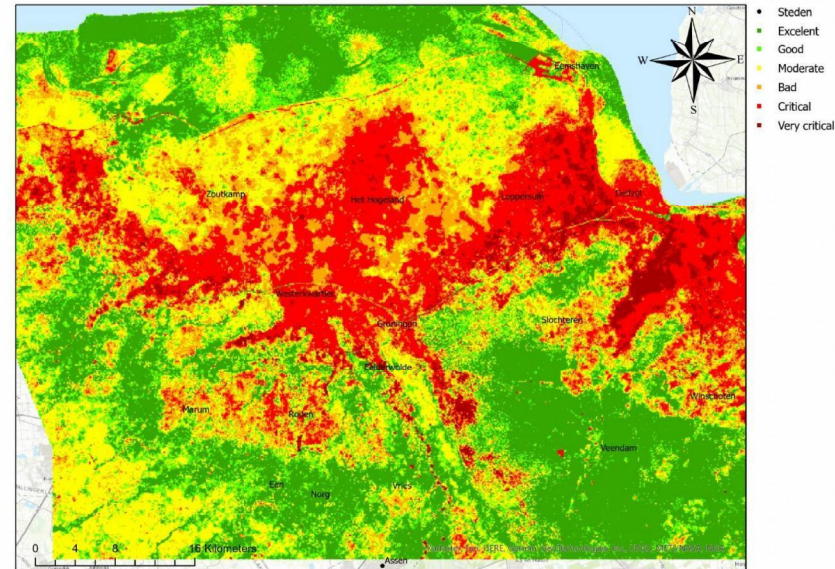 N
W E
S
Steden
Excelent
Good
Moderate
Bad
Critical
Very critical
Eemshaven
Zoutkamp
Het Hogeland
Loppersum
Delfzijl
Westerkwartier
Groningen
Slochteren
Eelderwolde
Marum
Roden
Winschoten
Veendam
Een
Norg
Vries
0 4 8 16 Kilometers
Assen